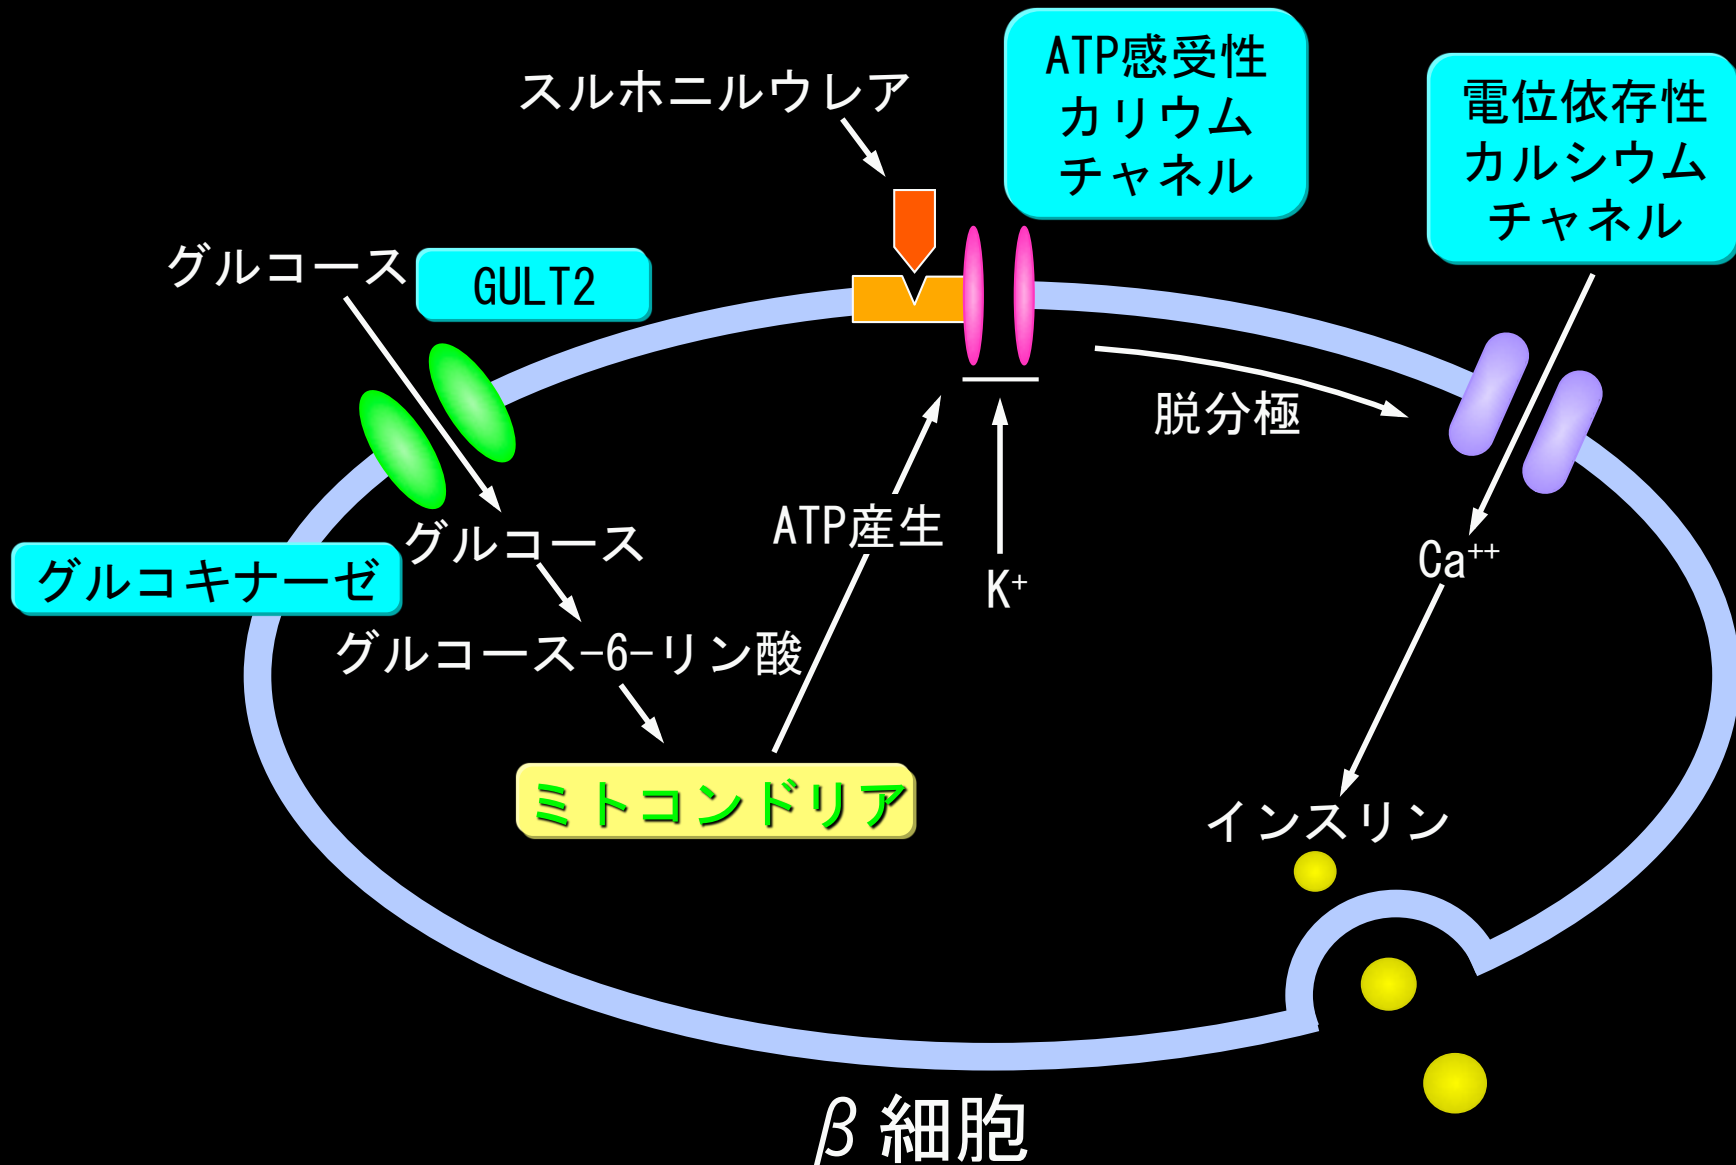 スルホニルウレア
ATP感受性
カリウム
チャネル
電位依存性
カルシウム
チャネル
グルコース
GULT2
脱分極
グルコース
ATP産生
グルコキナーゼ
K⁺
Ca⁺⁺
グルコース-6-リン酸
ミトコンドリア
インスリン
β細胞